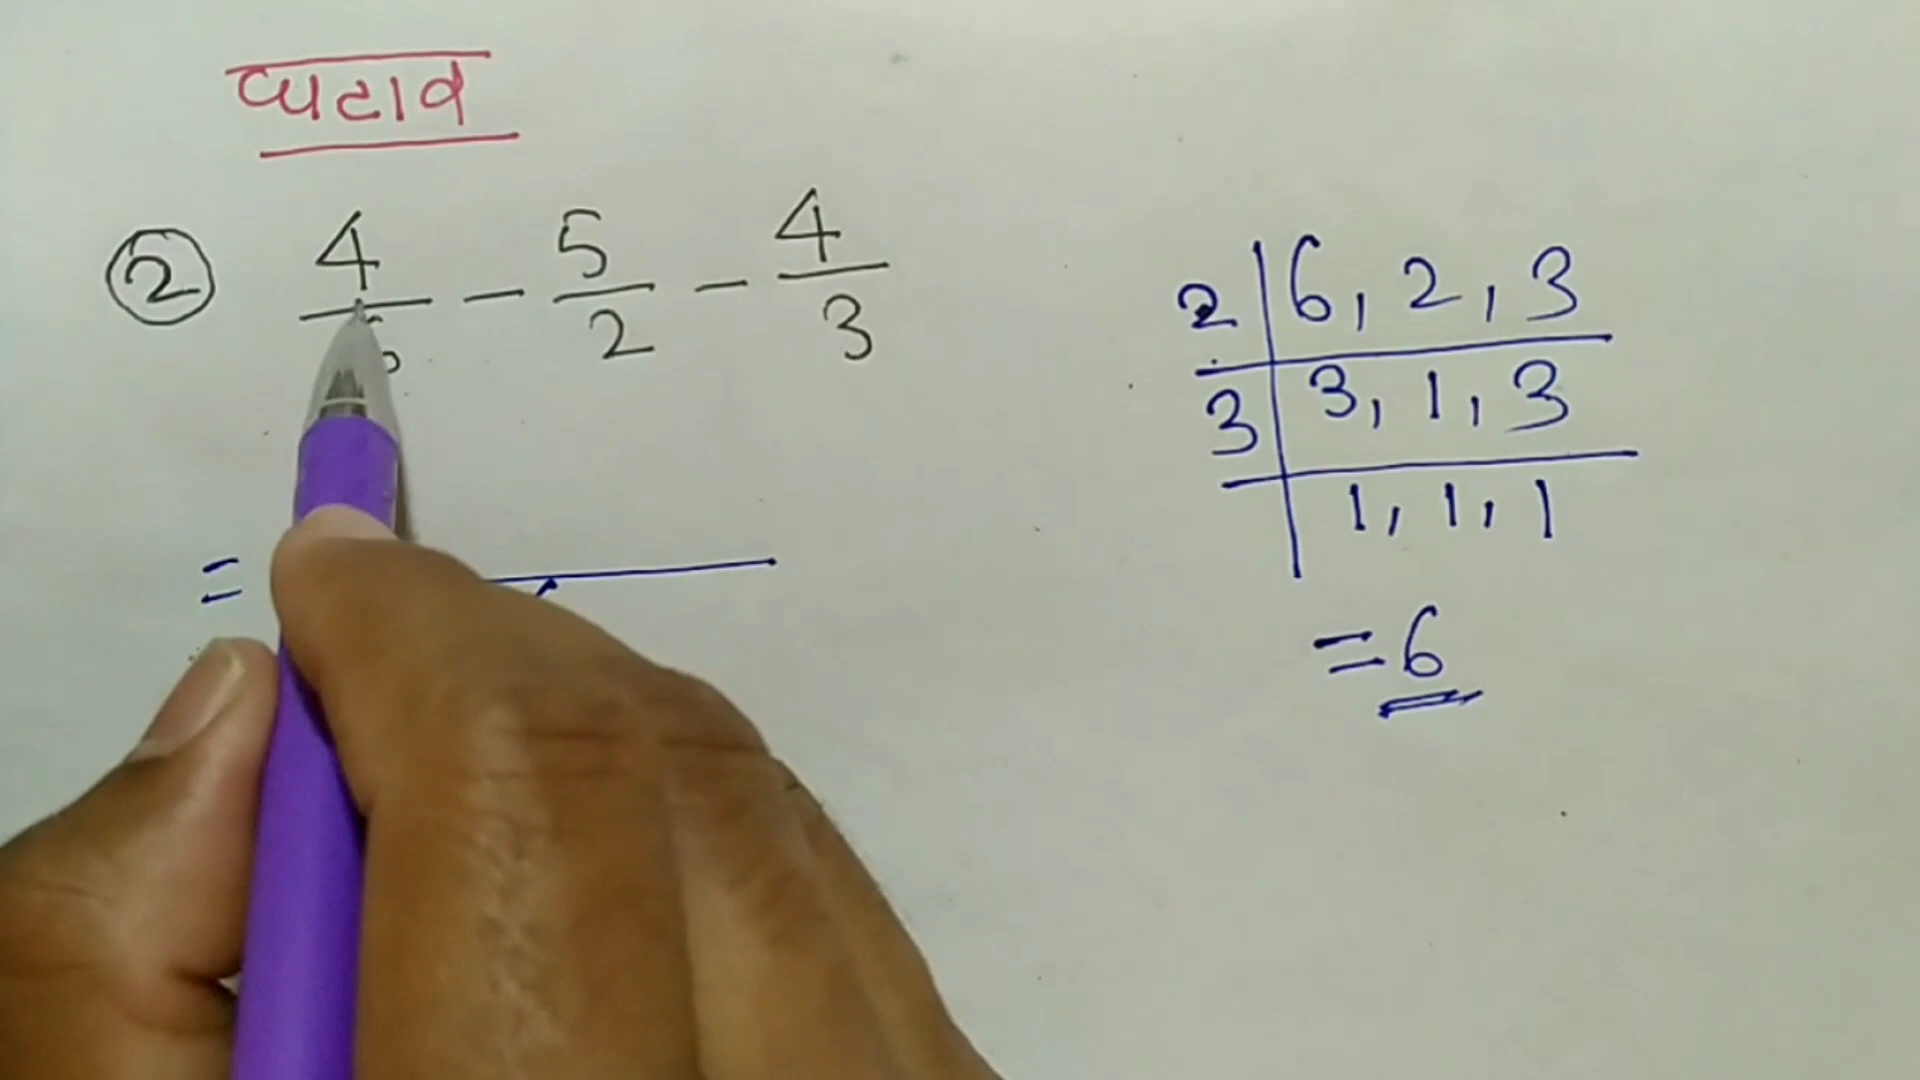 घटाव
② 4/6 - 5/2 - 4/3
2 | 6, 2, 3
3 | 3, 1, 3
1, 1, 1
= 6
=